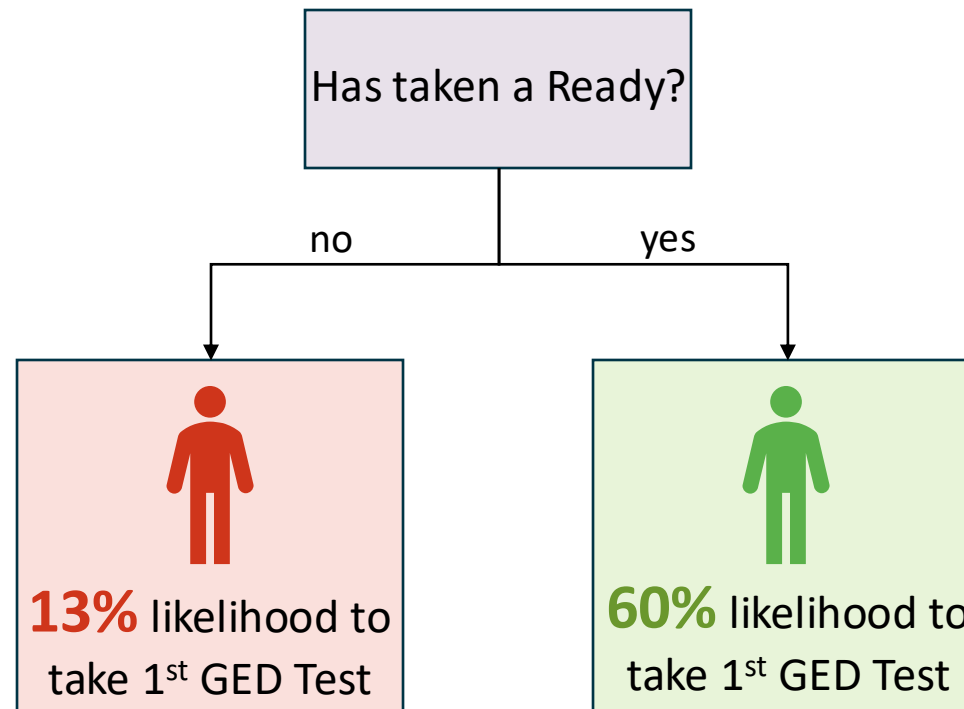 Has taken a Ready?
no
yes
13% likelihood to
take 1st GED Test
60% likelihood to
take 1st GED Test